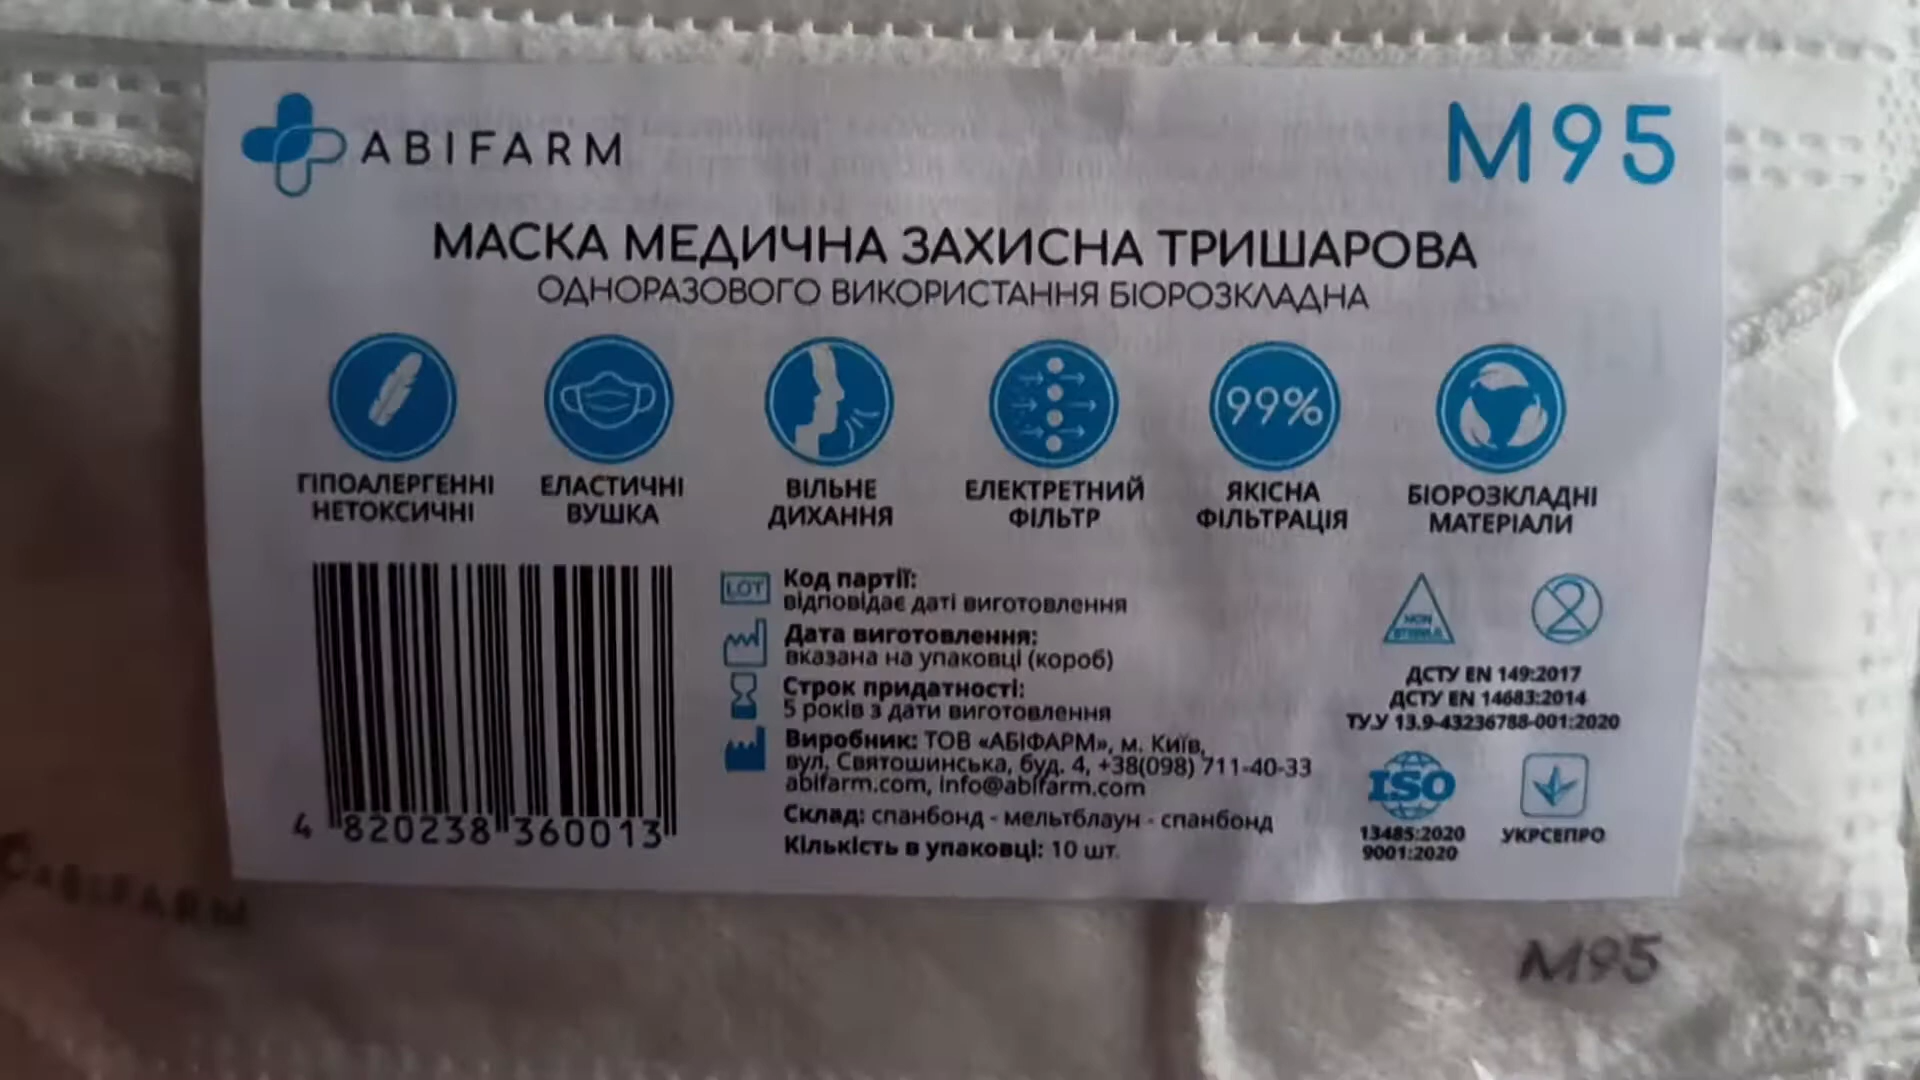 ABIFARM
M95
МАСКА МЕДИЧНА ЗАХИСНА ТРИШАРОВА
ОДНОРАЗОВОГО ВИКОРИСТАННЯ БІОРОЗКЛАДНА
99%
ГІПОАЛЕРГЕННІ
НЕТОКСИЧНІ
ЕЛАСТИЧНІ
ВУШКА
ВІЛЬНЕ
ДИХАННЯ
ЕЛЕКТРЕТНИЙ
ФІЛЬТР
ЯКІСНА
ФІЛЬТРАЦІЯ
БІОРОЗКЛАДНІ
МАТЕРІАЛИ
4 820238 360013
LOT
Код партії:
відповідає даті виготовлення
Дата виготовлення:
вказана на упаковці (короб)
Строк придатності:
5 років з дати виготовлення
Виробник: ТОВ «АБІФАРМ», м. Київ,
вул. Святошинська, буд. 4, +38(098) 711-40-33
abifarm.com, info@abifarm.com
Склад: спанбонд - мельтблаун - спанбонд
Кількість в упаковці: 10 шт.
NON
STERILE
2
ДСТУ EN 149:2017
ДСТУ EN 14683:2014
ТУ.У 13.9-43236788-001:2020
ISO
13485:2020
9001:2020
УКРСЕПРО
ABIFARM
M95